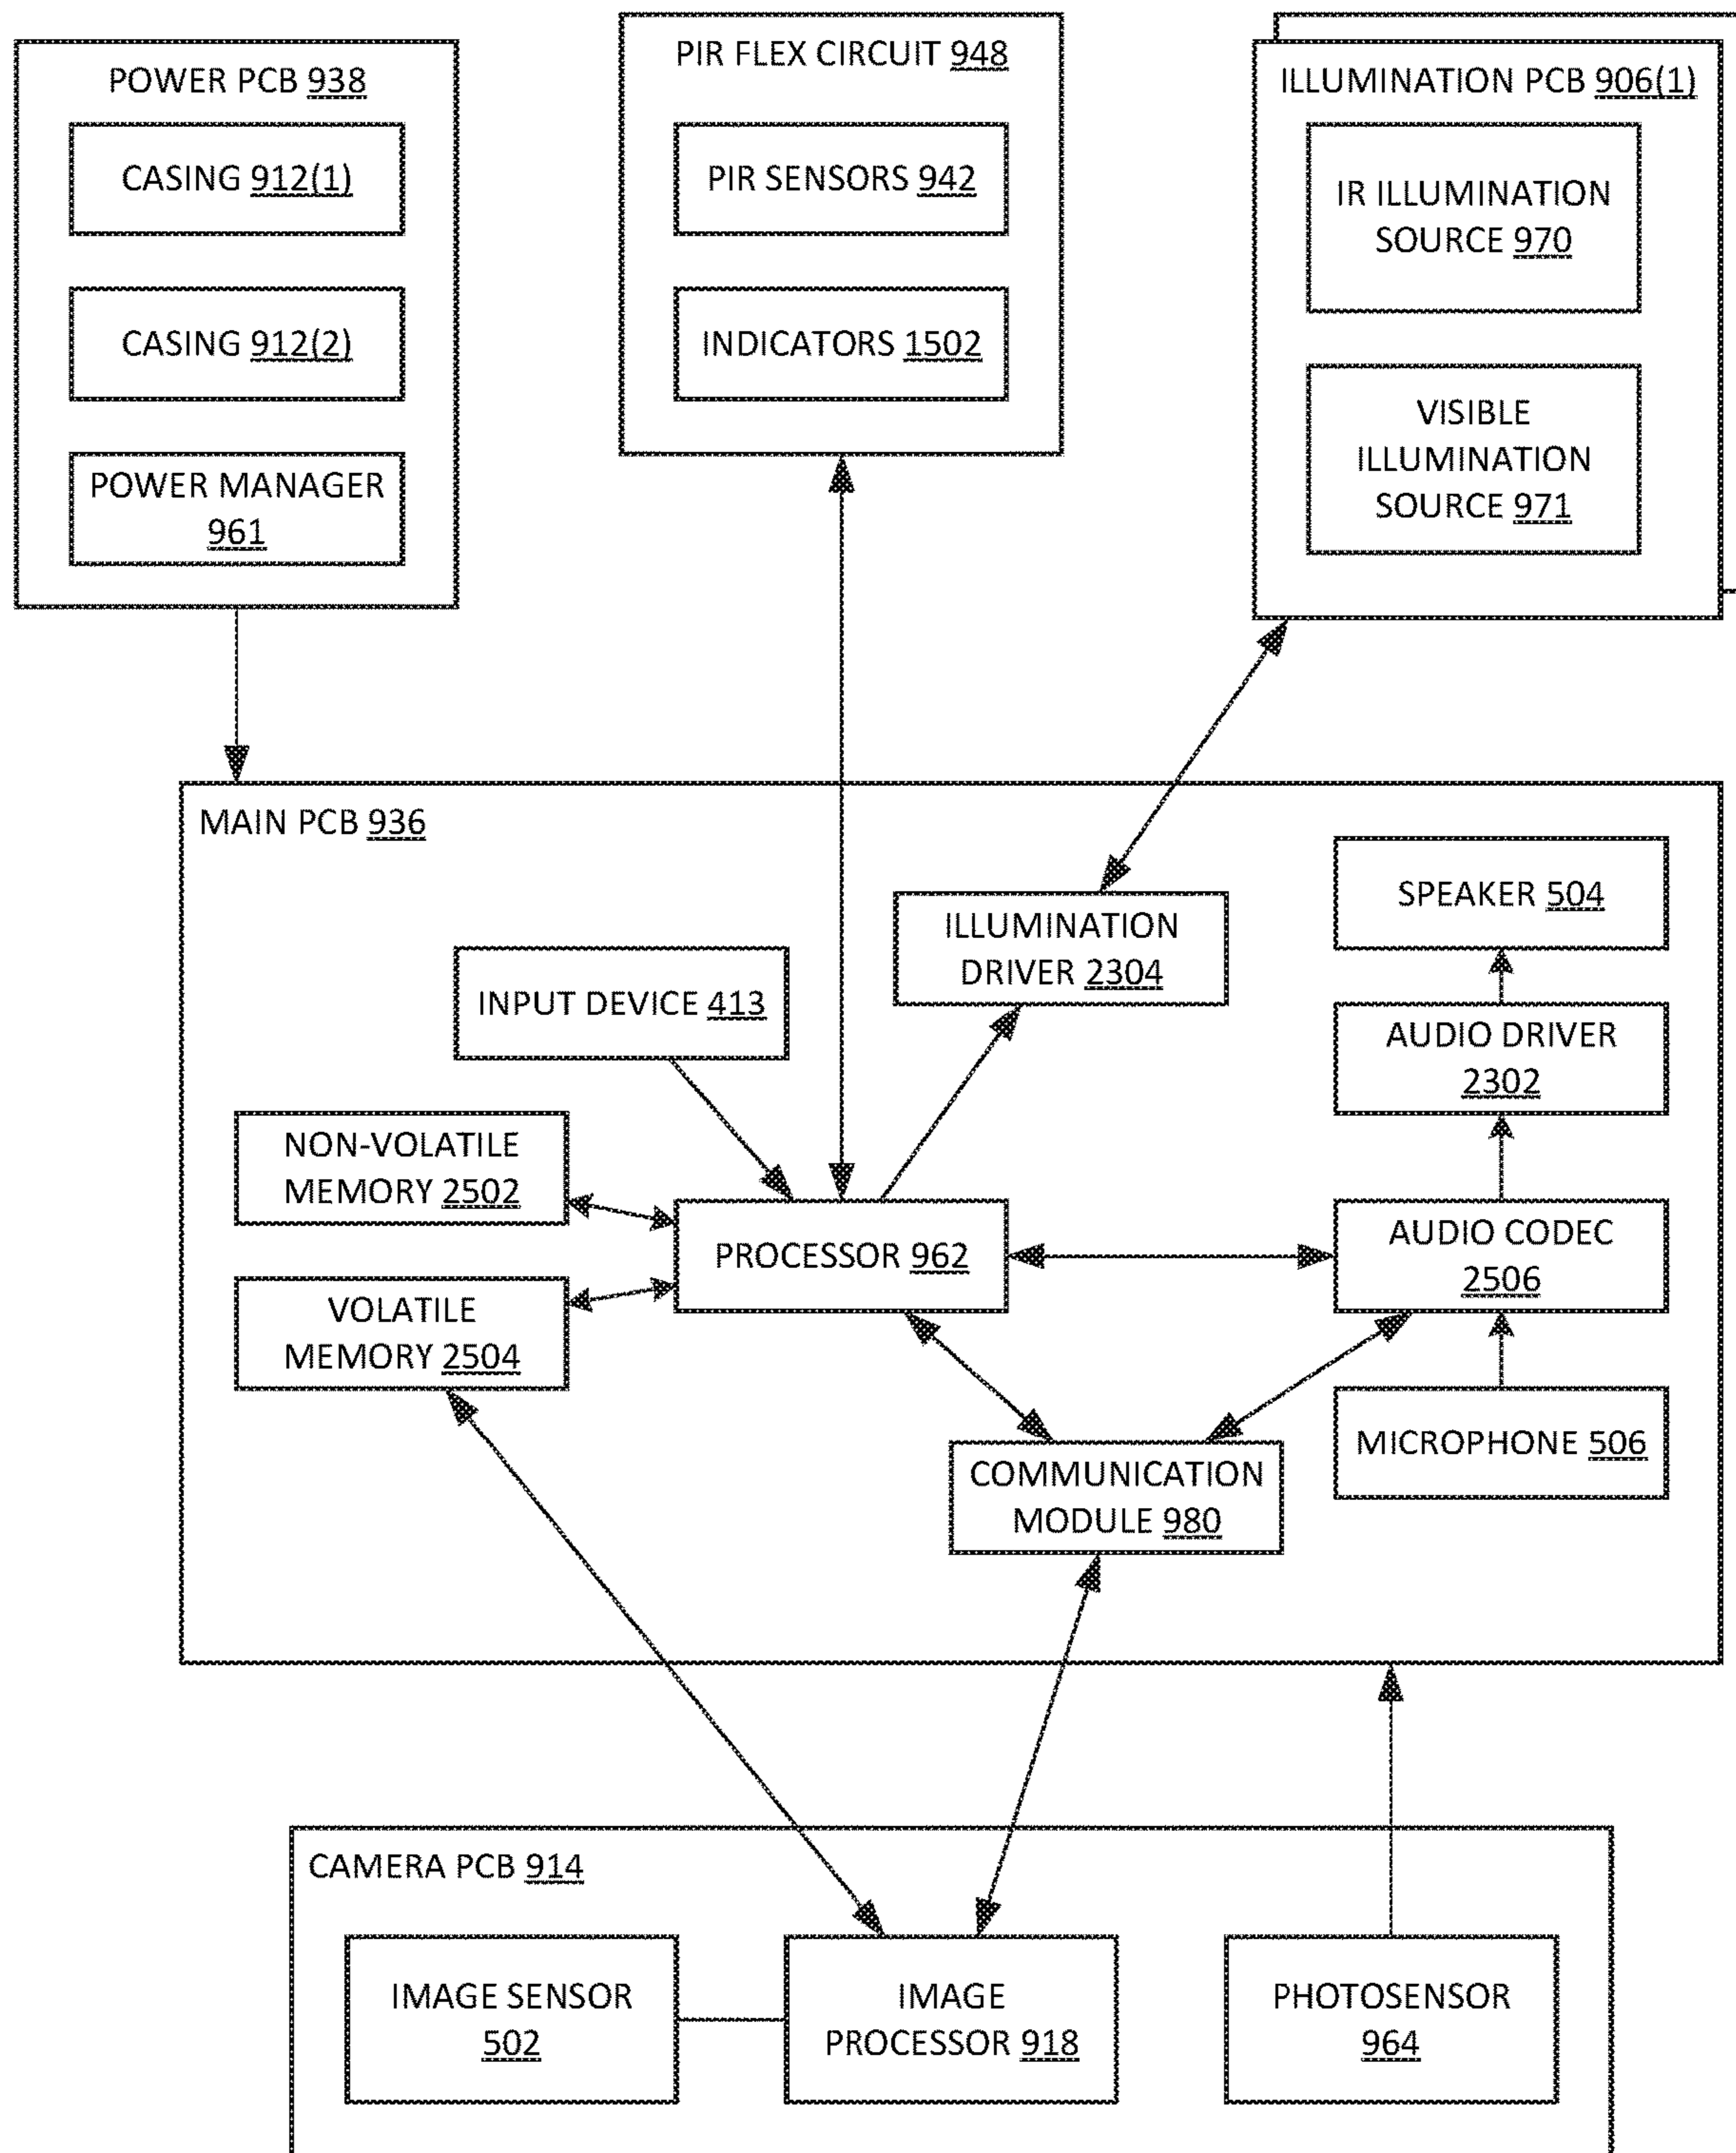 POWER PCB 938
CASING 912(1)
CASING 912(2)
POWER MANAGER
961
PIR FLEX CIRCUIT 948
PIR SENSORS 942
INDICATORS 1502
ILLUMINATION PCB 906(1)
IR ILLUMINATION
SOURCE 970
VISIBLE
ILLUMINATION
SOURCE 971
MAIN PCB 936
SPEAKER 504
ILLUMINATION
DRIVER 2304
INPUT DEVICE 413
AUDIO DRIVER
2302
NON-VOLATILE
MEMORY 2502
PROCESSOR 962
AUDIO CODEC
2506
VOLATILE
MEMORY 2504
MICROPHONE 506
COMMUNICATION
MODULE 980
CAMERA PCB 914
IMAGE SENSOR
502
IMAGE
PROCESSOR 918
PHOTOSENSOR
964